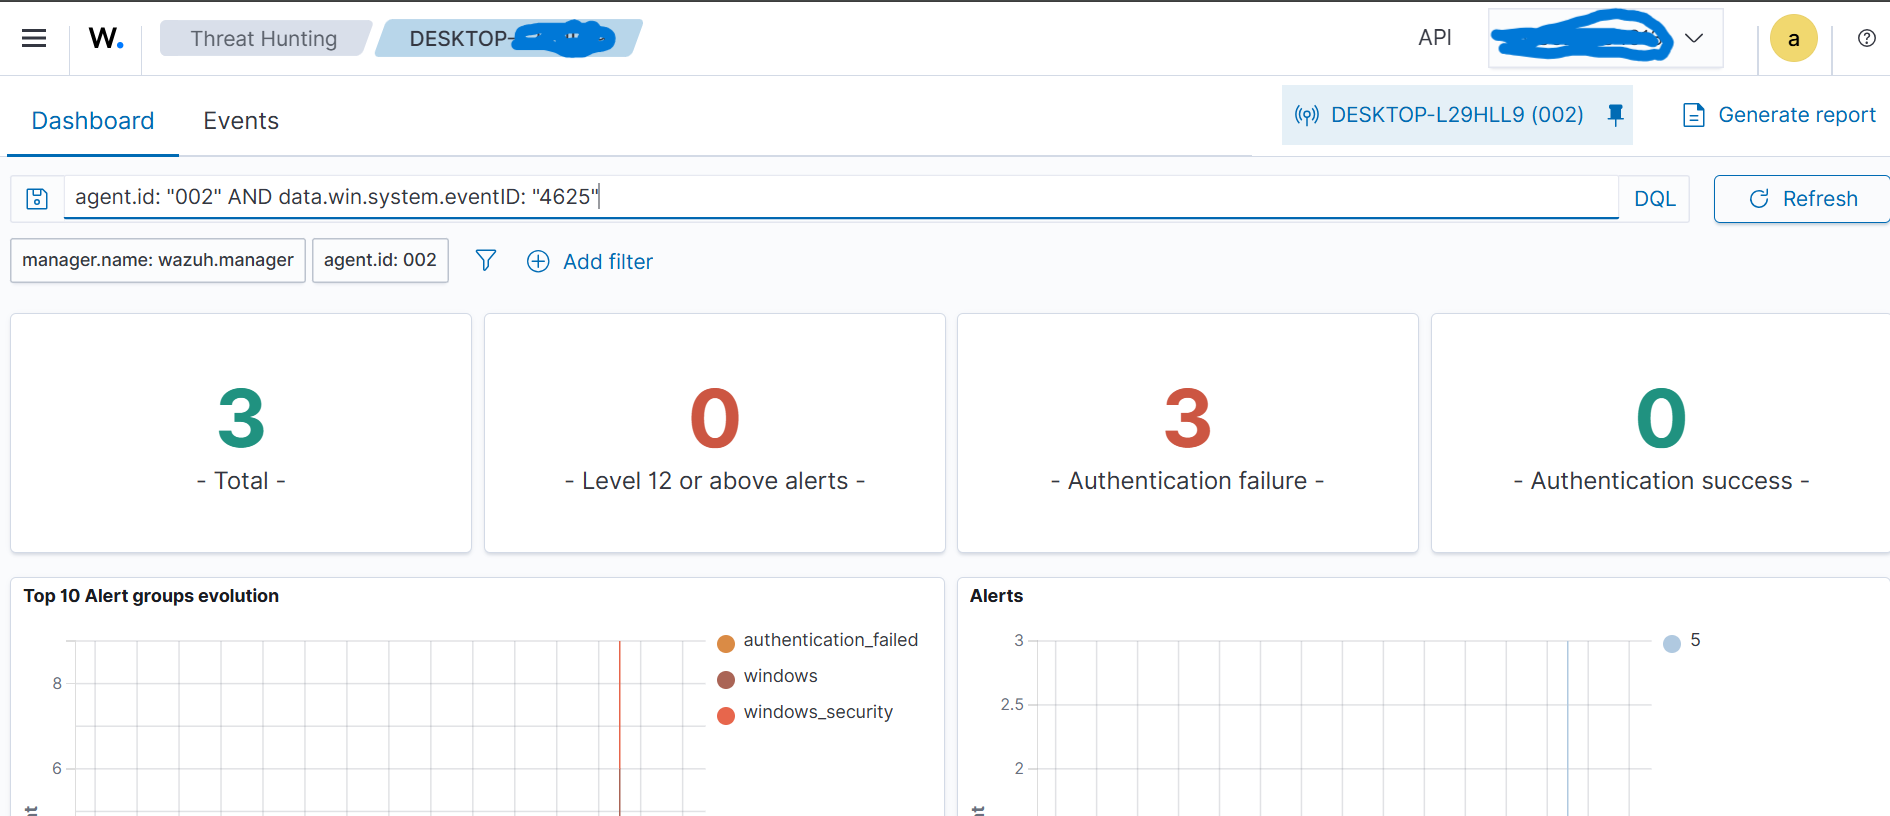 W.
Threat Hunting
DESKTOP-
API
a
Dashboard
Events
DESKTOP-L29HLL9 (002)
Generate report
agent.id: "002" AND data.win.system.eventID: "4625"
DQL
Refresh
manager.name: wazuh.manager
agent.id: 002
Add filter
3
- Total -
0
- Level 12 or above alerts -
3
- Authentication failure -
0
- Authentication success -
Top 10 Alert groups evolution
8
6
authentication_failed
windows
windows_security
Alerts
3
2.5
2
5